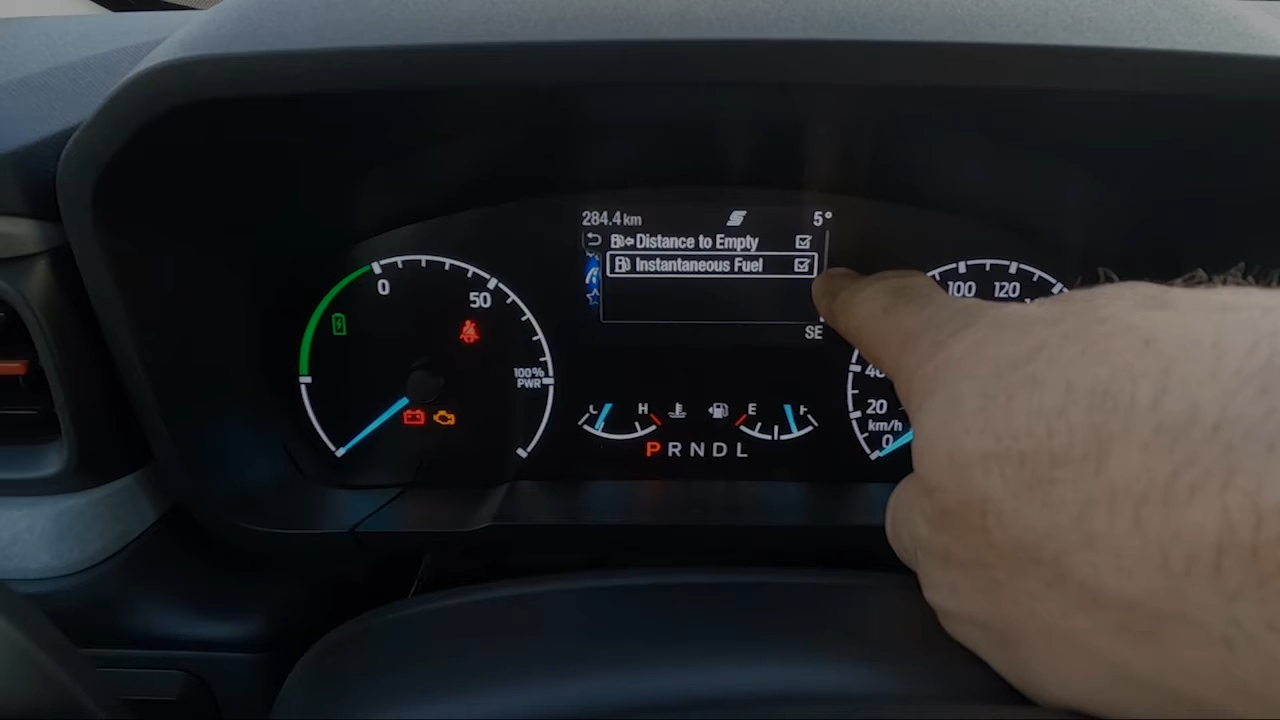 284.4 km 5°
Distance to Empty
Instantaneous Fuel
SE
0
50
100%
PWR
100 120
40
20
km/h
0
C H E F
P R N D L